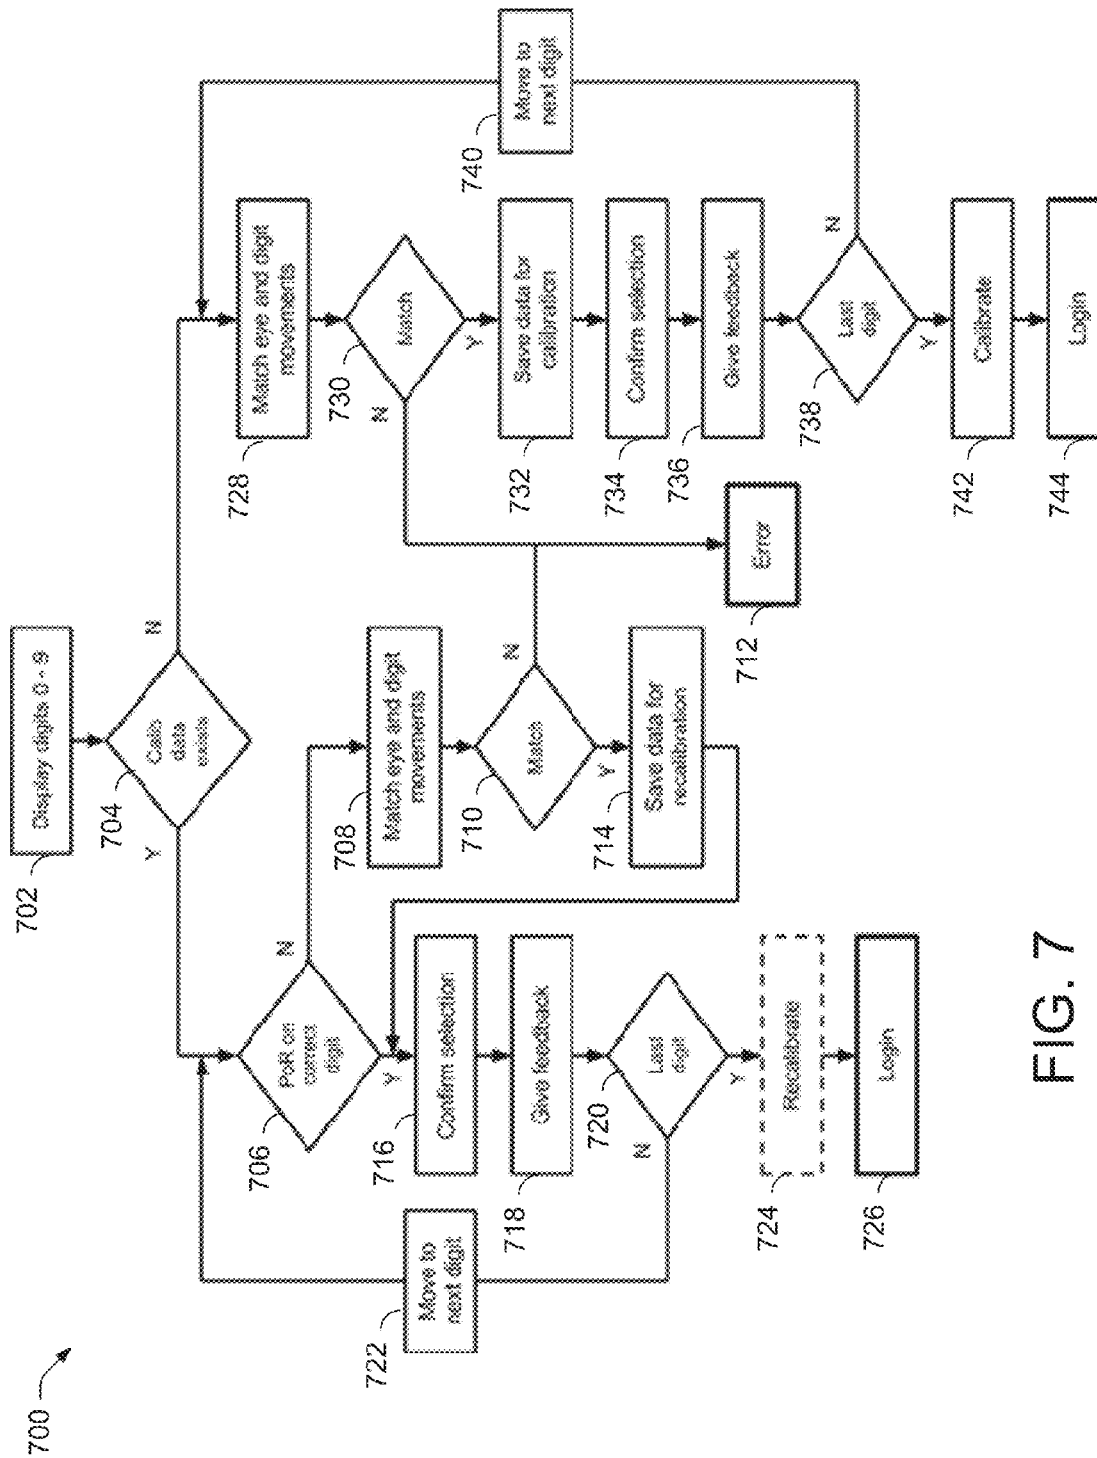 700
702
Display digits 0 - 9
704
Calib
data
exists
Y
N
706
PoR on
correct
digit
N
Y
708
Match eye and digit
movements
710
Match
N
Y
712
Error
714
Save data for
recalibration
716
Confirm selection
718
Give feedback
720
Last
digit
N
Y
722
Move to
next digit
724
Recalibrate
726
Login
728
Match eye and digit
movements
730
Match
N
Y
732
Save data for
calibration
734
Confirm selection
736
Give feedback
738
Last
digit
N
Y
740
Move to
next digit
742
Calibrate
744
Login
FIG. 7